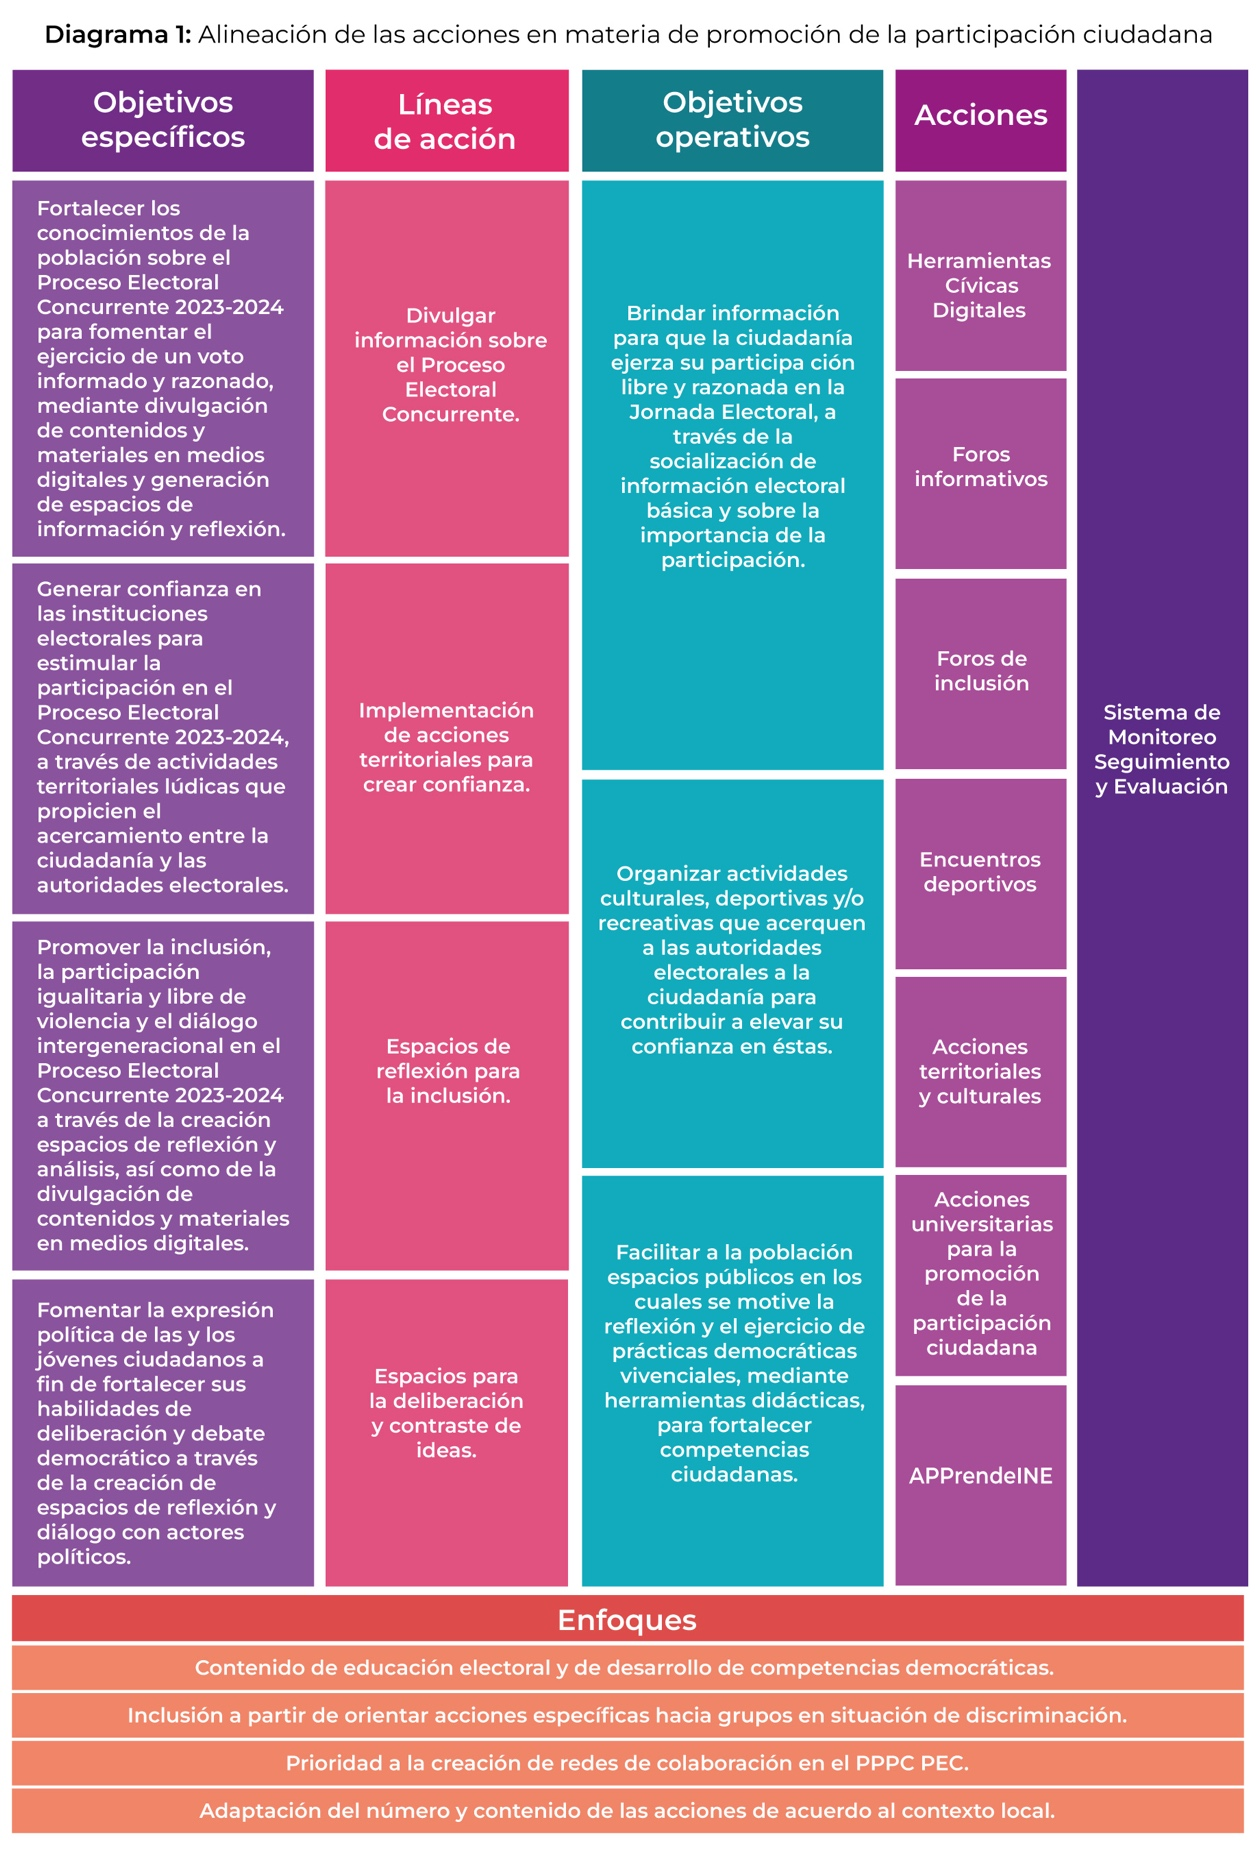 Diagrama 1: Alineación de las acciones en materia de promoción de la participación ciudadana
Objetivos
específicos
Fortalecer los
conocimientos de la
población sobre el
Proceso Electoral
Concurrente 2023-2024
para fomentar el
ejercicio de un voto
informado y razonado,
mediante divulgación
de contenidos y
materiales en medios
digitales y generación
de espacios de
información y reflexión.
Generar confianza en
las instituciones
electorales para
estimular la
participación en el
Proceso Electoral
Concurrente 2023-2024,
a través de actividades
territoriales lúdicas que
propicien el
acercamiento entre la
ciudadanía y las
autoridades electorales.
Promover la inclusión,
la participación
igualitaria y libre de
violencia y el diálogo
intergeneracional en el
Proceso Electoral
Concurrente 2023-2024
a través de la creación
espacios de reflexión y
análisis, así como de la
divulgación de
contenidos y materiales
en medios digitales.
Fomentar la expresión
política de las y los
jóvenes ciudadanos a
fin de fortalecer sus
habilidades de
deliberación y debate
democrático a través
de la creación de
espacios de reflexión y
diálogo con actores
políticos.
Líneas
de acción
Divulgar
información sobre
el Proceso
Electoral
Concurrente.
Implementación
de acciones
territoriales para
crear confianza.
Espacios de
reflexión para
la inclusión.
Espacios para
la deliberación
y contraste de
ideas.
Objetivos
operativos
Brindar información
para que la ciudadanía
ejerza su participa ción
libre y razonada en la
Jornada Electoral, a
través de la
socialización de
información electoral
básica y sobre la
importancia de la
participación.
Organizar actividades
culturales, deportivas y/o
recreativas que acerquen
a las autoridades
electorales a la
ciudadanía para
contribuir a elevar su
confianza en éstas.
Facilitar a la población
espacios públicos en los
cuales se motive la
reflexión y el ejercicio de
prácticas democráticas
vivenciales, mediante
herramientas didácticas,
para fortalecer
competencias
ciudadanas.
Acciones
Herramientas
Cívicas
Digitales
Foros
informativos
Foros de
inclusión
Encuentros
deportivos
Acciones
territoriales
y culturales
Acciones
universitarias
para la
promoción
de la
participación
ciudadana
APPrendeINE
Sistema de
Monitoreo
Seguimiento
y Evaluación
Enfoques
Contenido de educación electoral y de desarrollo de competencias democráticas.
Inclusión a partir de orientar acciones específicas hacia grupos en situación de discriminación.
Prioridad a la creación de redes de colaboración en el PPPC PEC.
Adaptación del número y contenido de las acciones de acuerdo al contexto local.